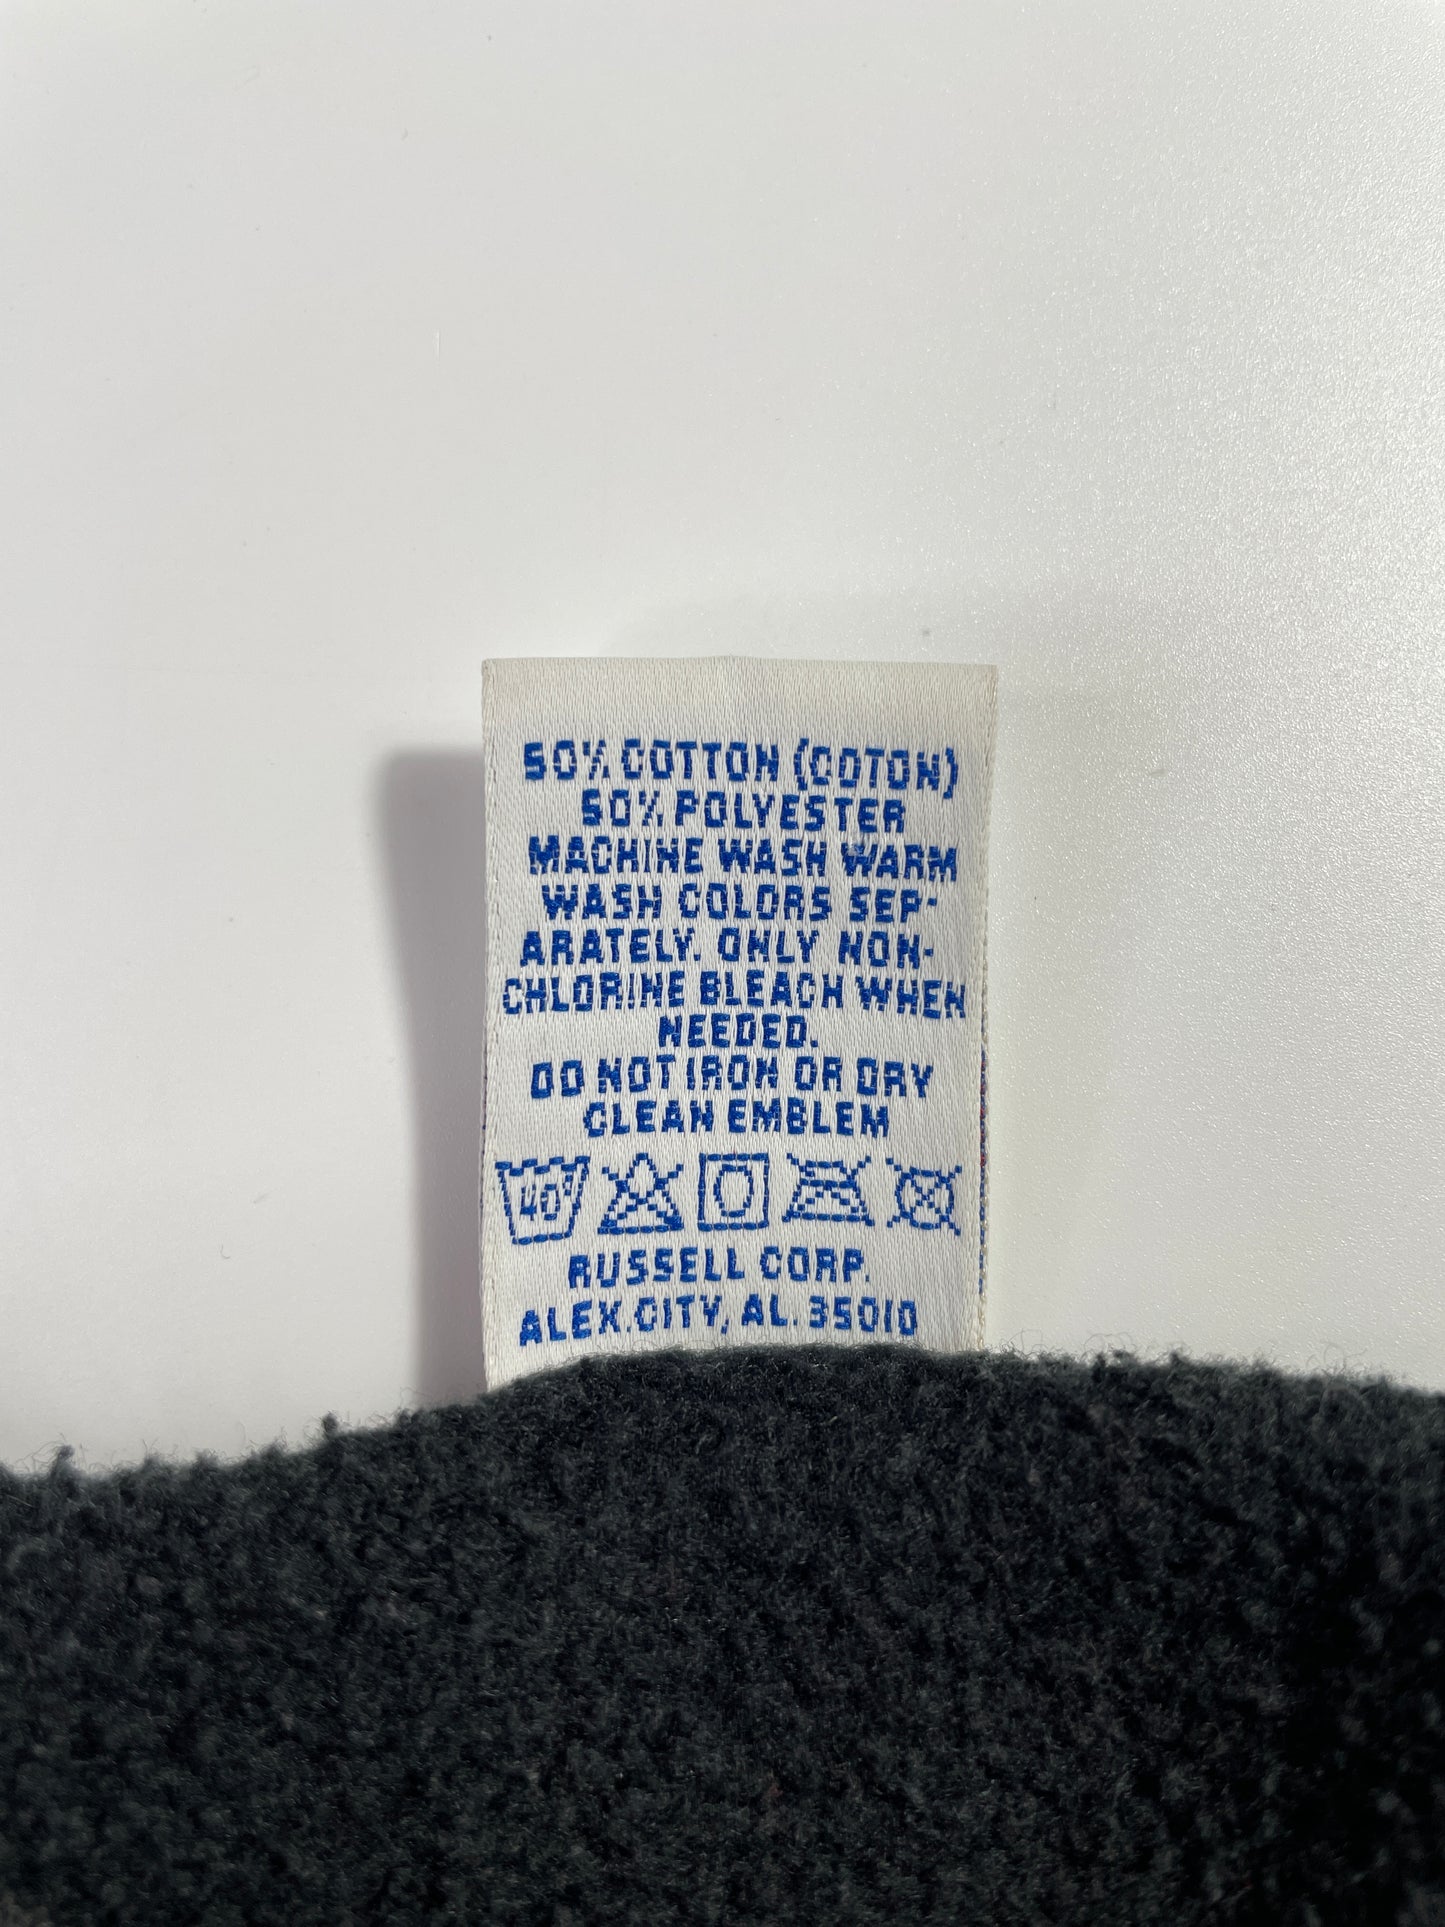 50% COTTON (COTON)
50% POLYESTER
MACHINE WASH WARM
WASH COLORS SEP-
ARATELY. ONLY NON-
CHLORINE BLEACH WHEN
NEEDED.
DO NOT IRON OR DRY
CLEAN EMBLEM
40°
RUSSELL CORP.
ALEX. CITY, AL. 35010